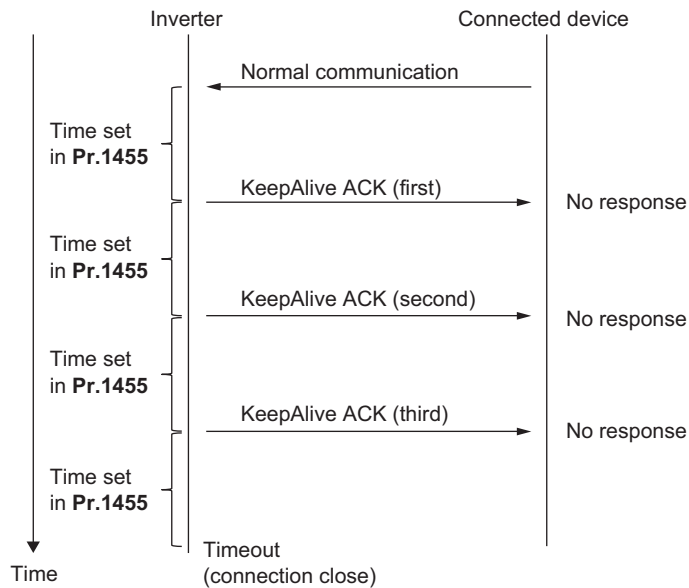 Inverter
Connected device
Normal communication
Time set
in Pr.1455
KeepAlive ACK (first)
No response
Time set
in Pr.1455
KeepAlive ACK (second)
No response
Time set
in Pr.1455
KeepAlive ACK (third)
No response
Time set
in Pr.1455
Timeout
(connection close)
Time